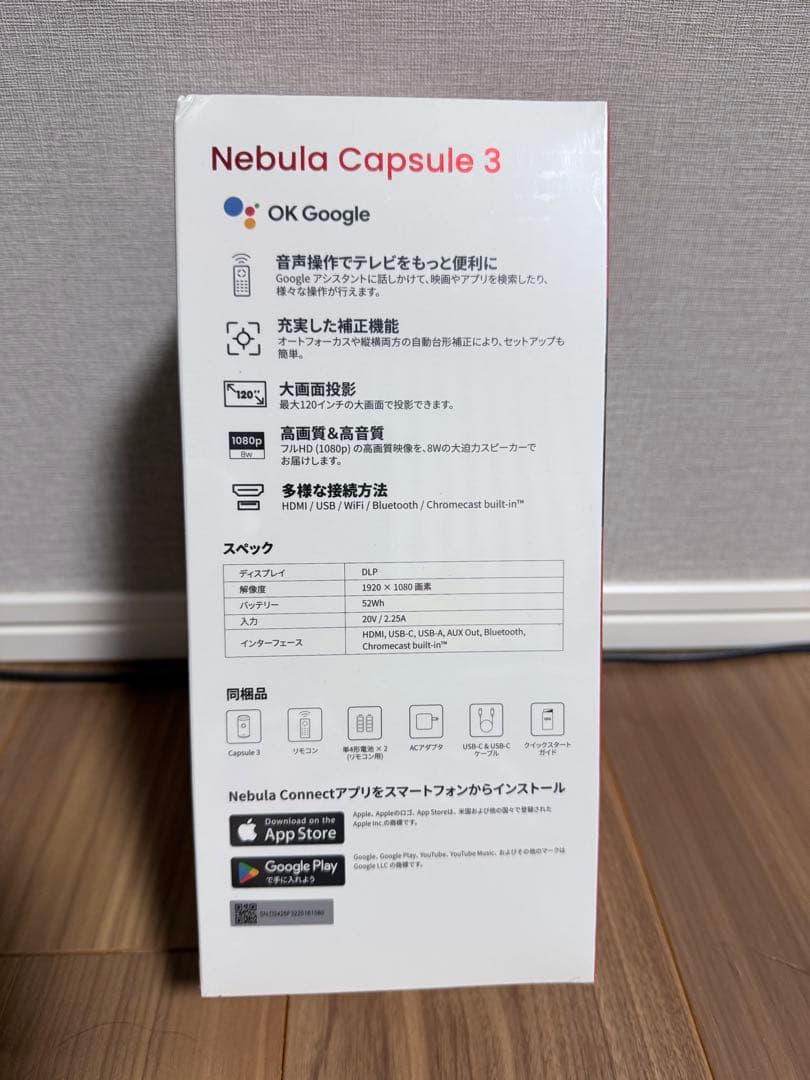 Nebula Capsule 3
OK Google
音声操作でテレビをもっと便利に
Google アシスタントに話しかけて、映画やアプリを検索したり、
様々な操作が行えます。
充実した補正機能
オートフォーカスや縦横両方の自動台形補正により、セットアップも
簡単。
120"
大画面投影
最大120インチの大画面で投影できます。
1080p
8w
高画質&高音質
フルHD (1080p) の高画質映像を、8Wの大迫力スピーカーで
お届けします。
多様な接続方法
HDMI / USB / WiFi / Bluetooth / Chromecast built-in™
スペック
ディスプレイ DLP
解像度 1920 × 1080 画素
バッテリー 52Wh
入力 20V / 2.25A
インターフェース HDMI, USB-C, USB-A, AUX Out, Bluetooth,
Chromecast built-in™
同梱品
Capsule 3
リモコン
単4形電池 × 2
(リモコン用)
ACアダプタ
USB-C & USB-C
ケーブル
クイックスタート
ガイド
Nebula Connectアプリをスマートフォンからインストール
Download on the
App Store
Apple、Appleのロゴ、App Storeは、米国および他の国々で登録された
Apple Inc.の商標です。
Google Play
で手に入れよう
Google、Google Play、YouTube、YouTube Music、およびその他のマークは
Google LLC の商標です。